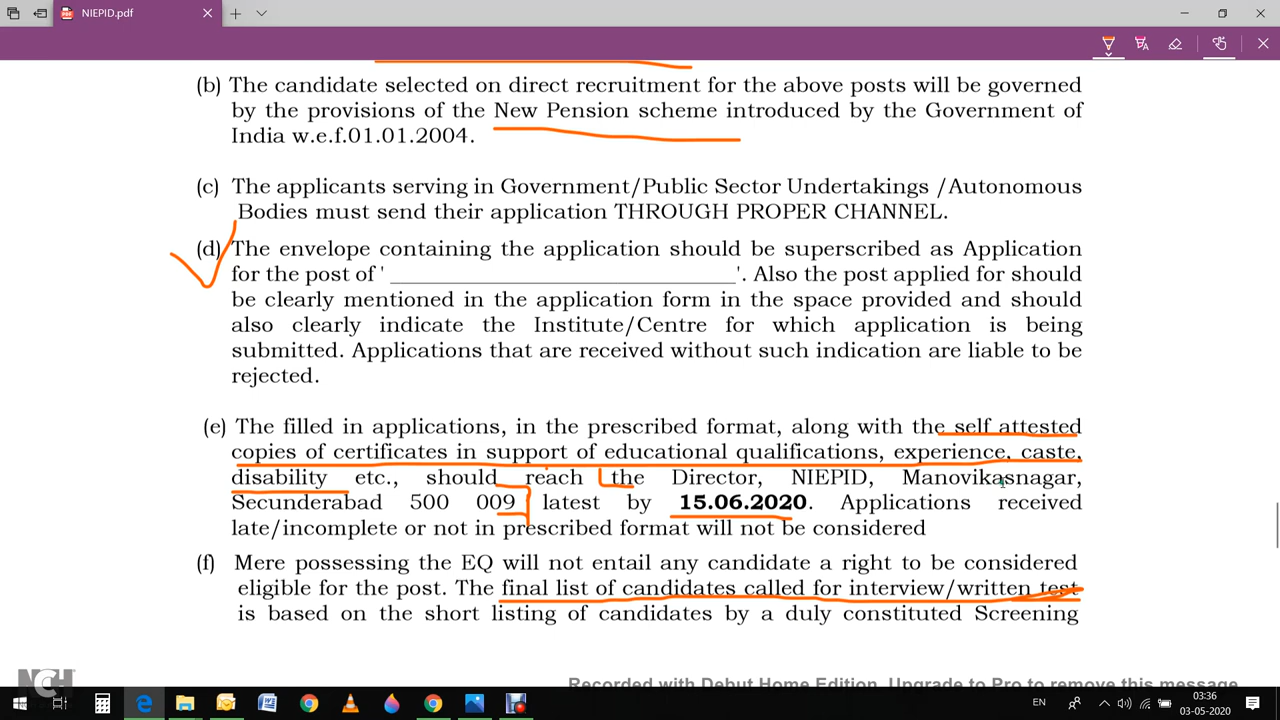 NIEPID.pdf
(b) The candidate selected on direct recruitment for the above posts will be governed
by the provisions of the New Pension scheme introduced by the Government of
India w.e.f.01.01.2004.
(c) The applicants serving in Government/Public Sector Undertakings /Autonomous
Bodies must send their application THROUGH PROPER CHANNEL.
(d) The envelope containing the application should be superscribed as Application
for the post of '______________________________'. Also the post applied for should
be clearly mentioned in the application form in the space provided and should
also clearly indicate the Institute/Centre for which application is being
submitted. Applications that are received without such indication are liable to be
rejected.
(e) The filled in applications, in the prescribed format, along with the self attested
copies of certificates in support of educational qualifications, experience, caste,
disability etc., should reach the Director, NIEPID, Manovikasnagar,
Secunderabad 500 009 latest by 15.06.2020. Applications received
late/incomplete or not in prescribed format will not be considered
(f) Mere possessing the EQ will not entail any candidate a right to be considered
eligible for the post. The final list of candidates called for interview/written test
is based on the short listing of candidates by a duly constituted Screening
NCH
Recorded with Debut Home Edition. Upgrade to Pro to remove this message
EN
03:36
03-05-2020